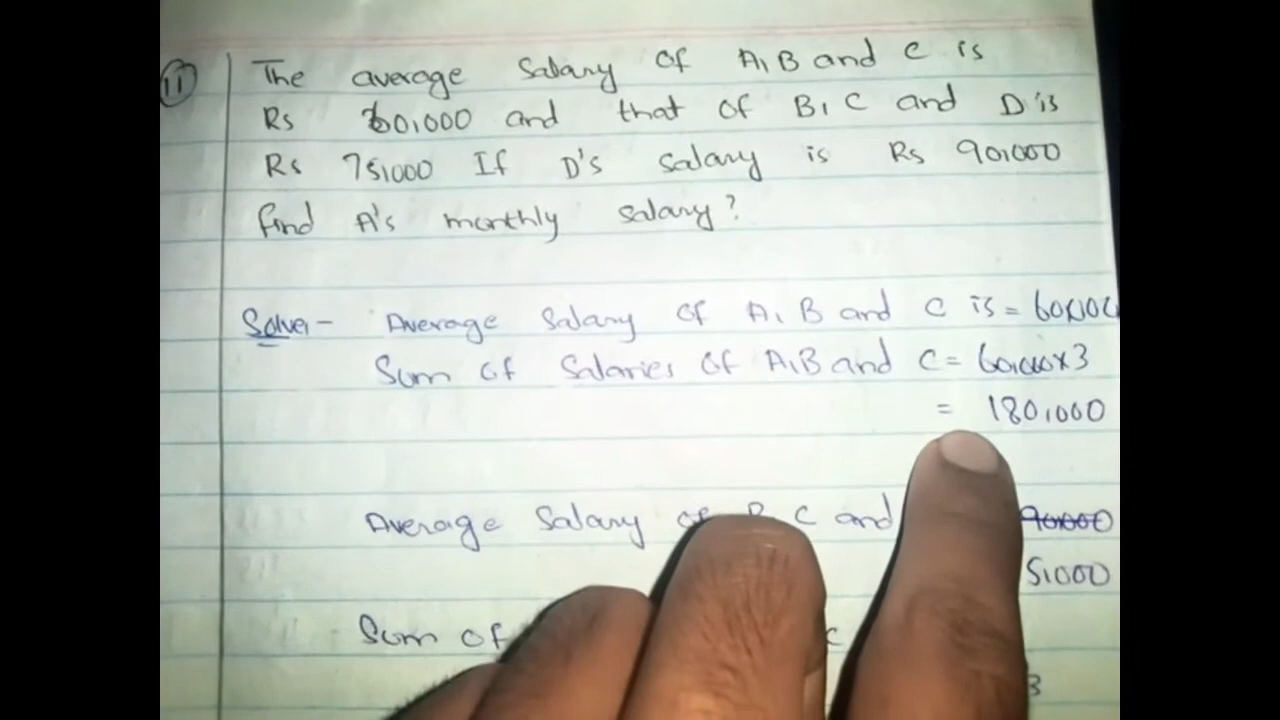 11
The average salary of A, B and C is
Rs 60,000 and that of B, C and D is
Rs 75,000 If D's salary is Rs 90,000
find A's monthly salary?
Solve:- Average salary of A, B and C is =
Sum of Salaries of A, B and C = 60,000 x 3
= 180,000
Average Salary of B C and 90,000
5,000
Sum of C
3